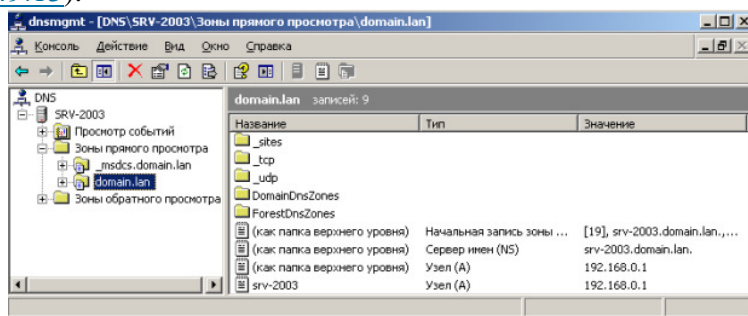 ).
dnsmgmt - [DNS\SRV-2003\Зоны прямого просмотра\domain.lan]
Консоль Действие Вид Окно Справка
DNS
SRV-2003
Просмотр событий
Зоны прямого просмотра
_msdcs.domain.lan
domain.lan
Зоны обратного просмотра
domain.lan записей: 9
Название Тип Значение
_sites
_tcp
_udp
DomainDnsZones
ForestDnsZones
(как папка верхнего уровня) Начальная запись зоны ... [19], srv-2003.domain.lan.,...
(как папка верхнего уровня) Сервер имен (NS) srv-2003.domain.lan.
(как папка верхнего уровня) Узел (A) 192.168.0.1
srv-2003 Узел (A) 192.168.0.1